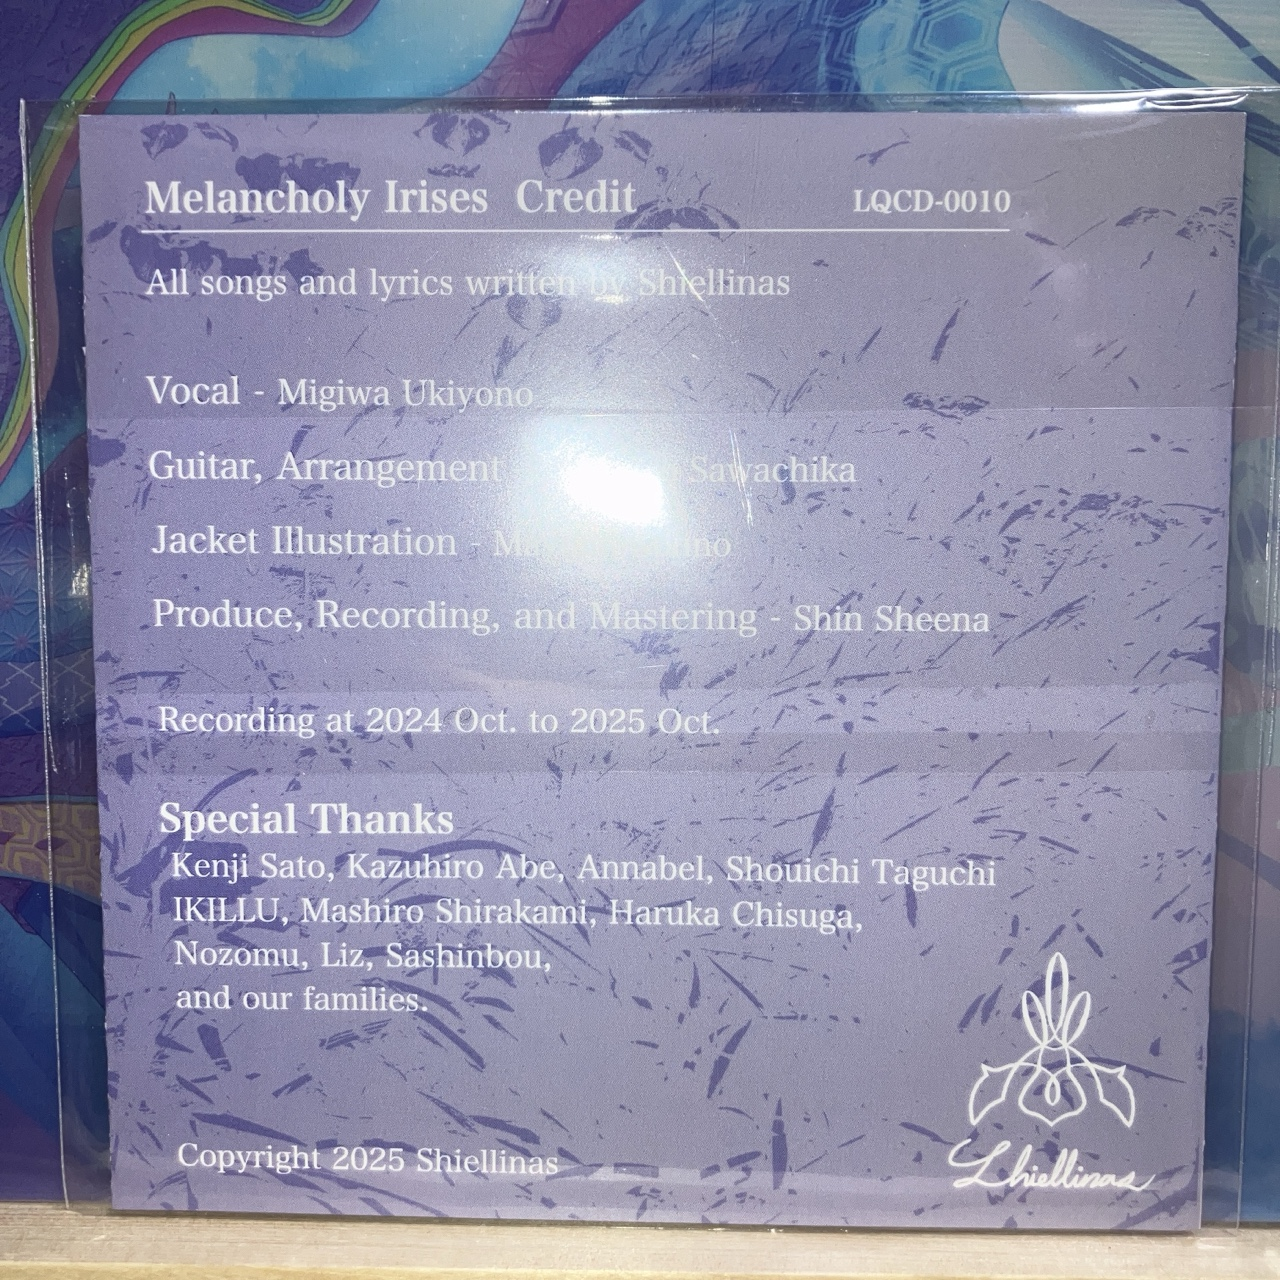 Melancholy Irises Credit LQCD-0010
All songs and lyrics written by Shiellinas
Vocal - Migiwa Ukiyono
Guitar, Arrangement Sawachika
Jacket Illustration -
Produce, Recording, and Mastering - Shin Sheena
Recording at 2024 Oct. to 2025 Oct.
Special Thanks
Kenji Sato, Kazuhiro Abe, Annabel, Shouichi Taguchi
IKILLU, Mashiro Shirakami, Haruka Chisuga,
Nozomu, Liz, Sashinbou,
and our families.
Copyright 2025 Shiellinas
Shiellinas